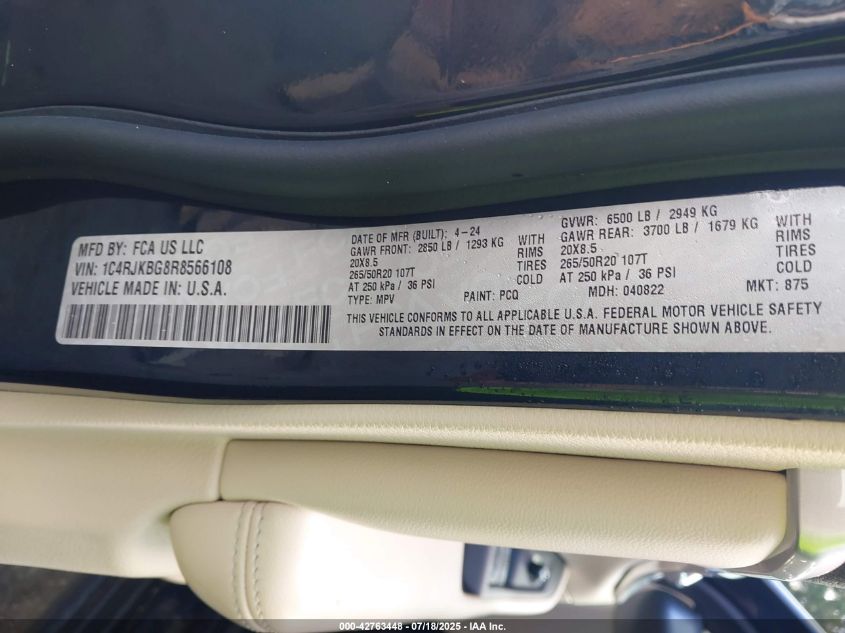 MFD BY: FCA US LLC
VIN: 1C4RJKBG8R8566108
VEHICLE MADE IN U.S.A.
DATE OF MFR (BUILT): 4-24
GAWR FRONT: 2850 LB / 1293 KG WITH
20X8.5 RIMS
265/50R20 107T TIRES
AT 250 kPa / 36 PSI COLD
TYPE: MPV PAINT: PCQ
GVWR: 6500 LB / 2949 KG
GAWR REAR: 3700 LB / 1679 KG WITH
20X8.5 RIMS
265/50R20 107T TIRES
AT 250 kPa / 36 PSI COLD
MDH: 040822 MKT: 875
THIS VEHICLE CONFORMS TO ALL APPLICABLE U.S.A. FEDERAL MOTOR VEHICLE SAFETY
STANDARDS IN EFFECT ON THE DATE OF MANUFACTURE SHOWN ABOVE.
000-42763448 - 07/18/2025 - IAA Inc.